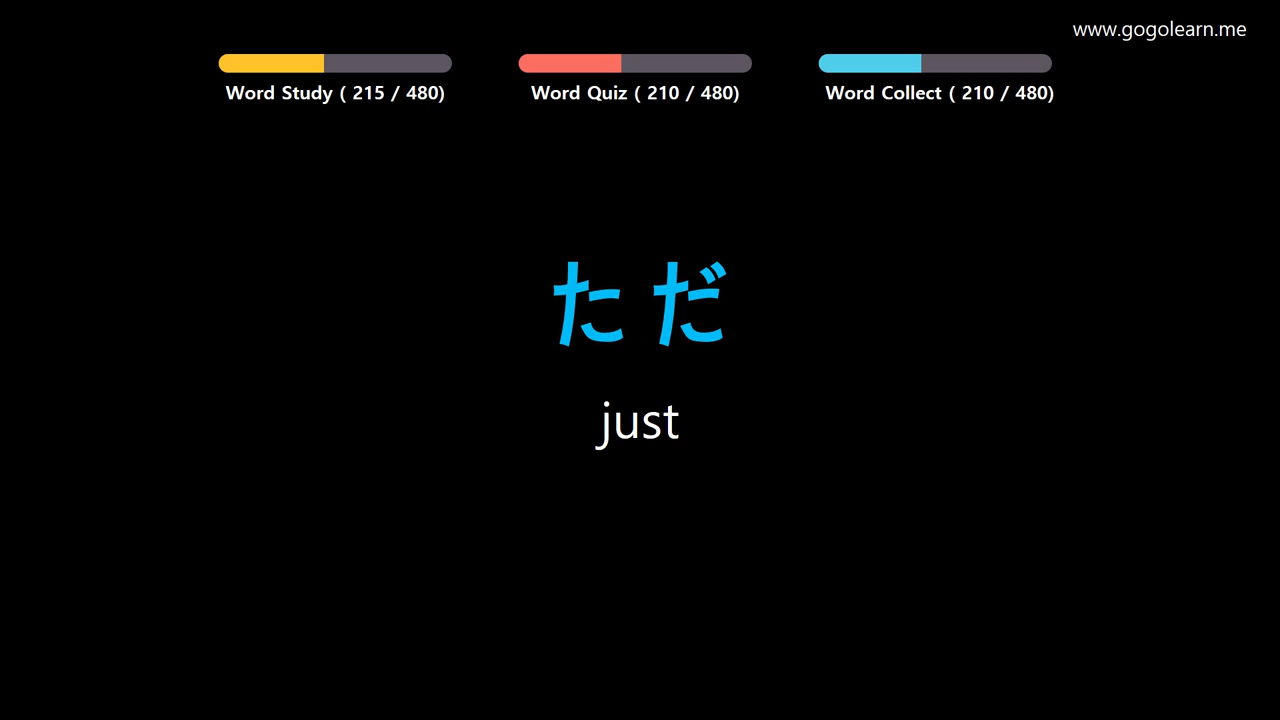 www.gogolearn.me
Word Study ( 215 / 480)
Word Quiz ( 210 / 480)
Word Collect ( 210 / 480)
ただ
just